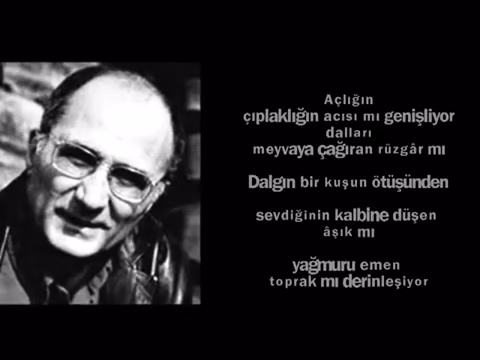 Açlığın
çıplaklığın acısı mı genişliyor
dalları
meyvaya çağıran rüzgâr mı
Dalgın bir kuşun ötüşünden
sevdiğinin kalbine düşen
âşık mı
yağmuru emen
toprak mı derinleşiyor